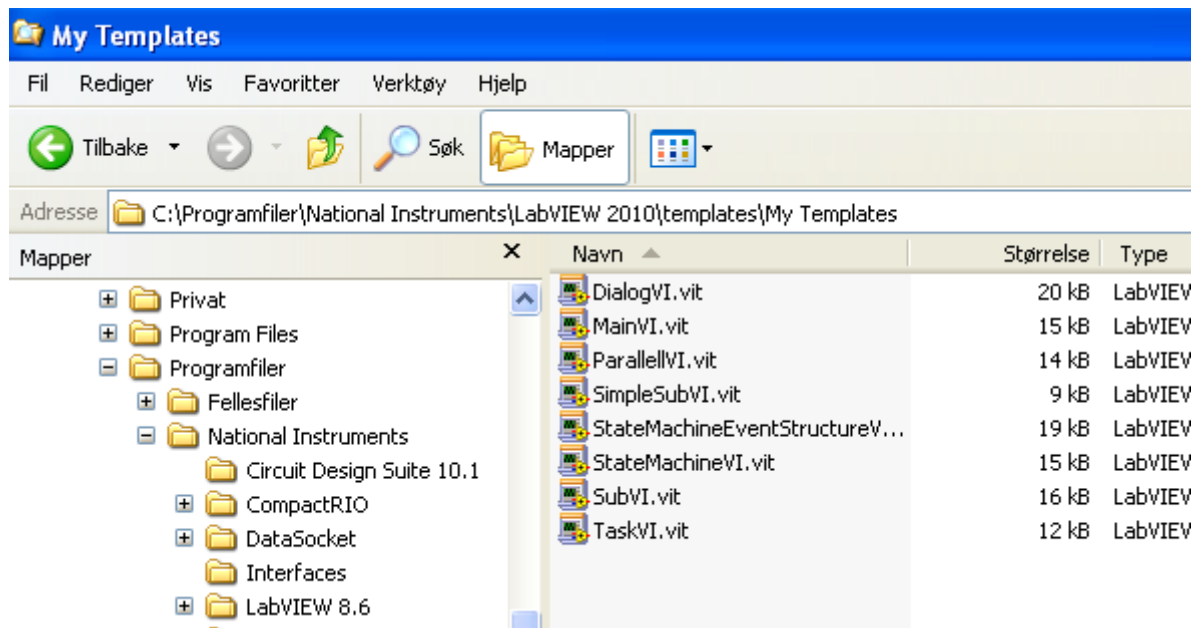 My Templates
Fil Rediger Vis Favoritter Verktøy Hjelp
Tilbake Søk Mapper
Adresse C:\Programfiler\National Instruments\LabVIEW 2010\templates\My Templates
Mapper
Privat
Program Files
Programfiler
Fellesfiler
National Instruments
Circuit Design Suite 10.1
CompactRIO
DataSocket
Interfaces
LabVIEW 8.6
Navn Størrelse Type
DialogVI.vit 20 kB LabVIEW
MainVI.vit 15 kB LabVIEW
ParallellVI.vit 14 kB LabVIEW
SimpleSubVI.vit 9 kB LabVIEW
StateMachineEventStructureV... 19 kB LabVIEW
StateMachineVI.vit 15 kB LabVIEW
SubVI.vit 16 kB LabVIEW
TaskVI.vit 12 kB LabVIEW